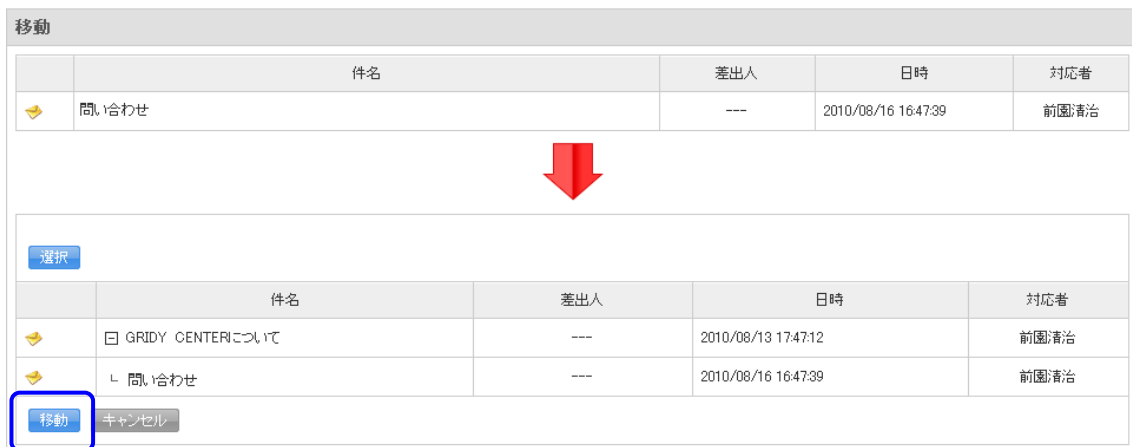 移動
件名 差出人 日時 対応者
問い合わせ --- 2010/08/16 16:47:39 前園清治
選択
件名 差出人 日時 対応者
GRIDY CENTERについて --- 2010/08/13 17:47:12 前園清治
└ 問い合わせ --- 2010/08/16 16:47:39 前園清治
移動 キャンセル